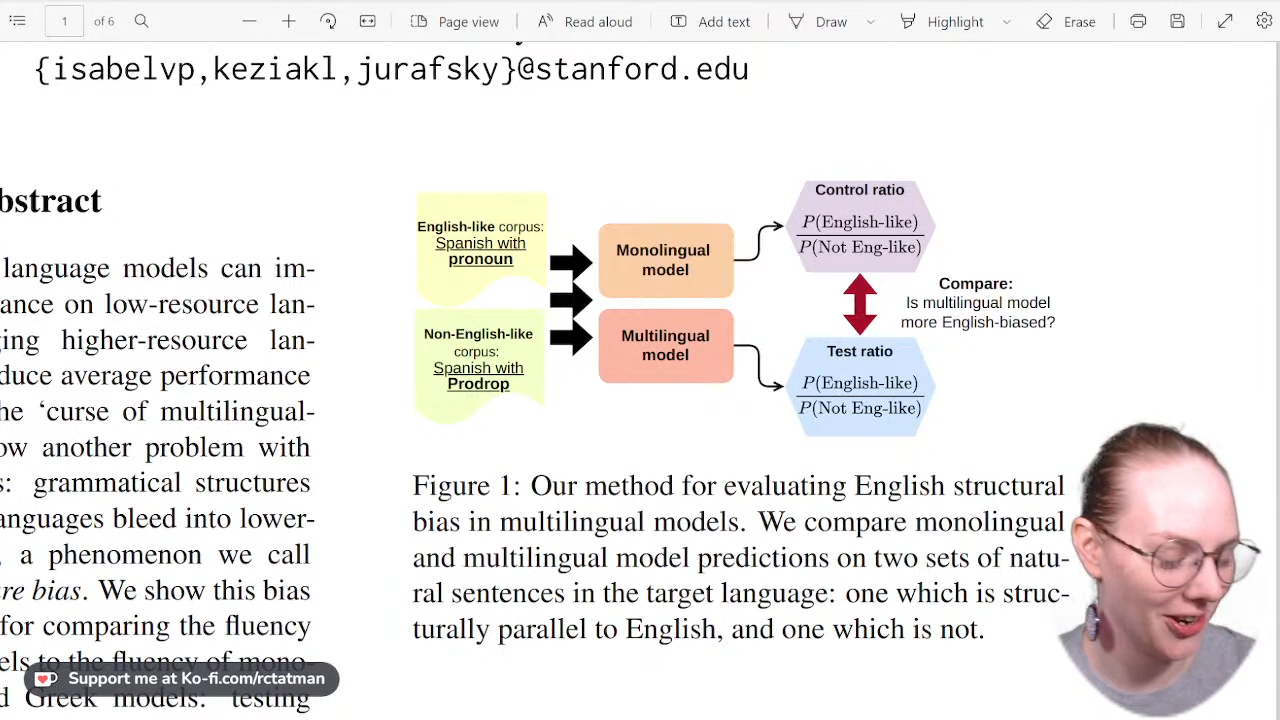 1 of 6
Page view
Read aloud
Add text
Draw
Highlight
Erase
{isabelvp,keziakl,jurafsky}@stanford.edu
bstract
language models can im-
ance on low-resource lan-
ging higher-resource lan-
duce average performance
he ‘curse of multilingual-
ow another problem with
s: grammatical structures
anguages bleed into lower-
, a phenomenon we call
re bias. We show this bias
for comparing the fluency
els to the fluency of mono-
d Greek models: testing
English-like corpus:
Spanish with
pronoun
Non-English-like
corpus:
Spanish with
Prodrop
Monolingual
model
Multilingual
model
Control ratio
P(English-like)
P(Not Eng-like)
Compare:
Is multilingual model
more English-biased?
Test ratio
P(English-like)
P(Not Eng-like)
Figure 1: Our method for evaluating English structural
bias in multilingual models. We compare monolingual
and multilingual model predictions on two sets of natu-
ral sentences in the target language: one which is struc-
turally parallel to English, and one which is not.
Support me at Ko-fi.com/rctatman